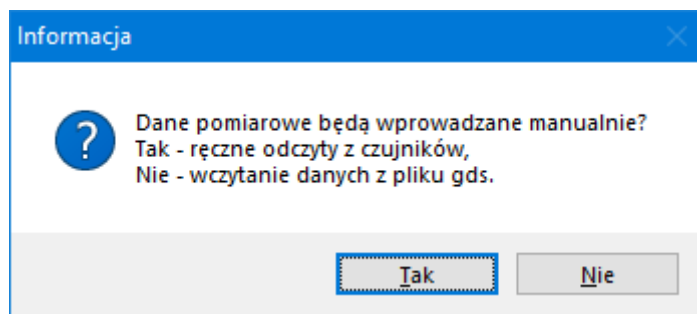 Informacja
Dane pomiarowe będą wprowadzane manualnie?
Tak - ręczne odczyty z czujników,
Nie - wczytanie danych z pliku gds.
Tak Nie